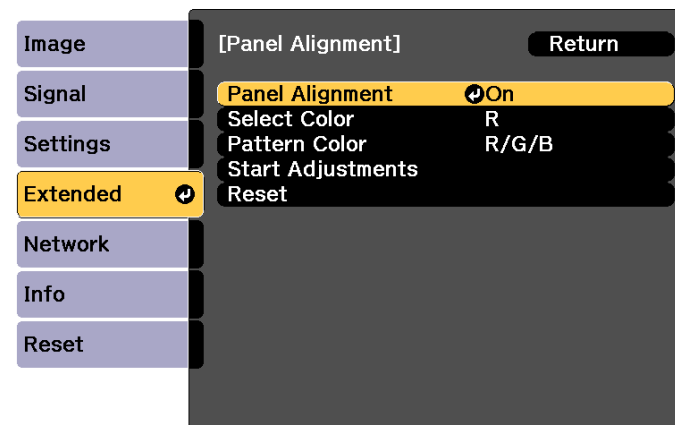 Image
Signal
Settings
Extended
Network
Info
Reset
[Panel Alignment] Return
Panel Alignment On
Select Color R
Pattern Color R/G/B
Start Adjustments
Reset